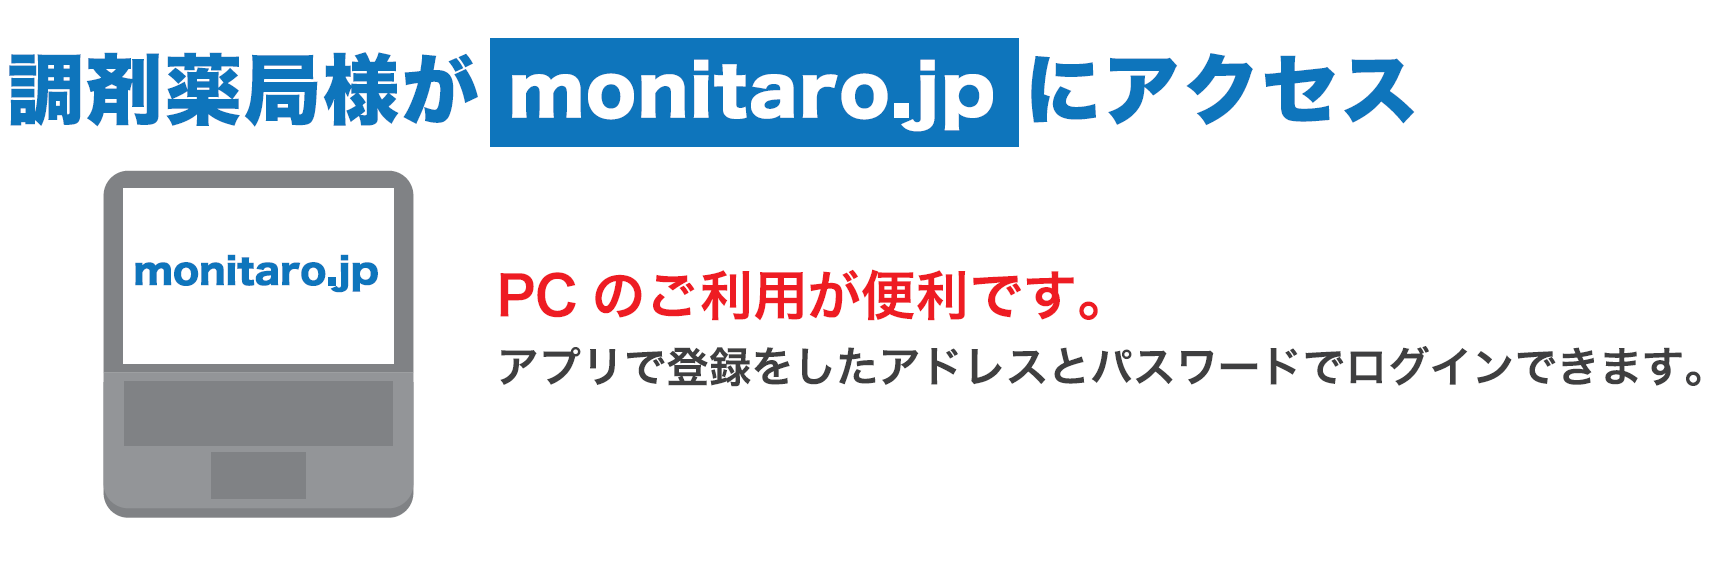 調剤薬局様が monitaro.jp にアクセス
monitaro.jp
PC のご利用が便利です。
アプリで登録をしたアドレスとパスワードでログインできます。